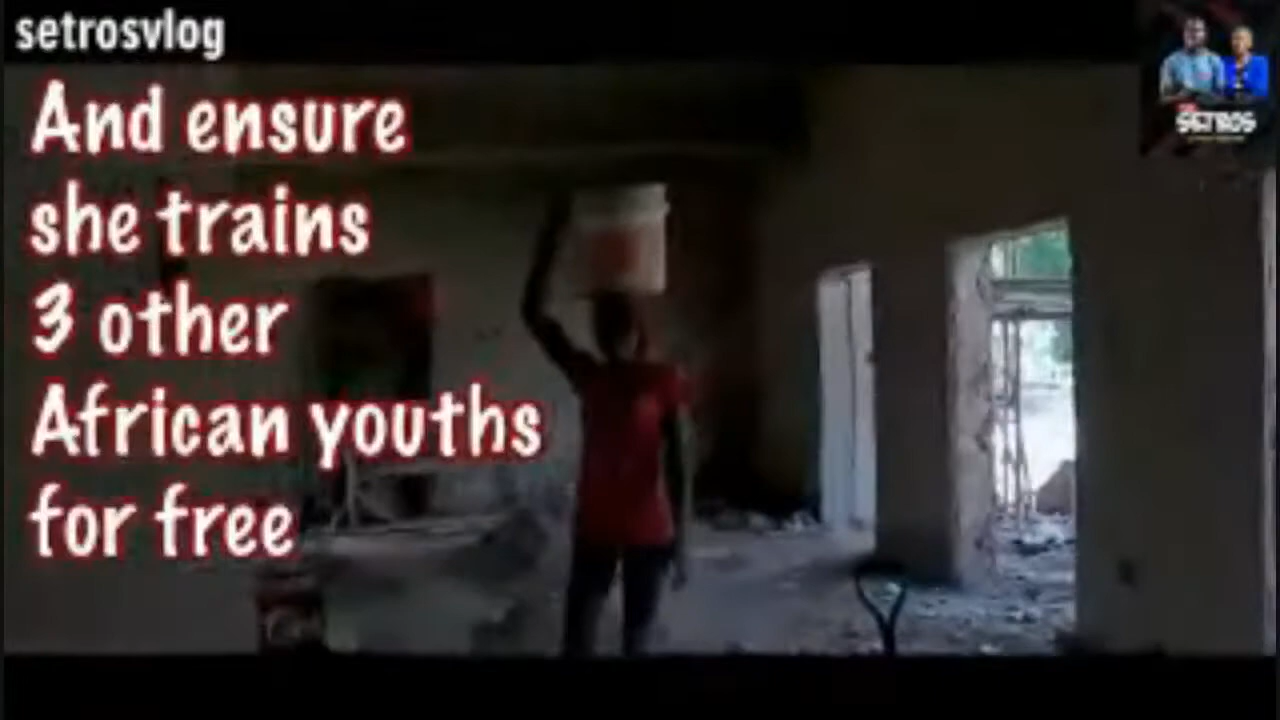 setrosvlog
SETROS
And ensure
she trains
3 other
African youths
for free